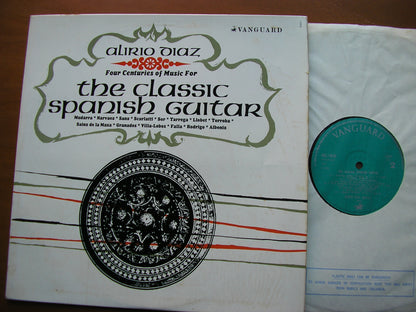 ALIRIO DIAZ
VANGUARD
Four Centuries of Music For
THE CLASSIC
SPANISH GUITAR
Mudarra * Narvaez * Sanz * Scarlatti * Sor * Tarrega * Llobet * Torroba *
Sainz de la Maza * Granados * Villa-Lobos * Falla * Rodrigo * Albeniz
VANGUARD